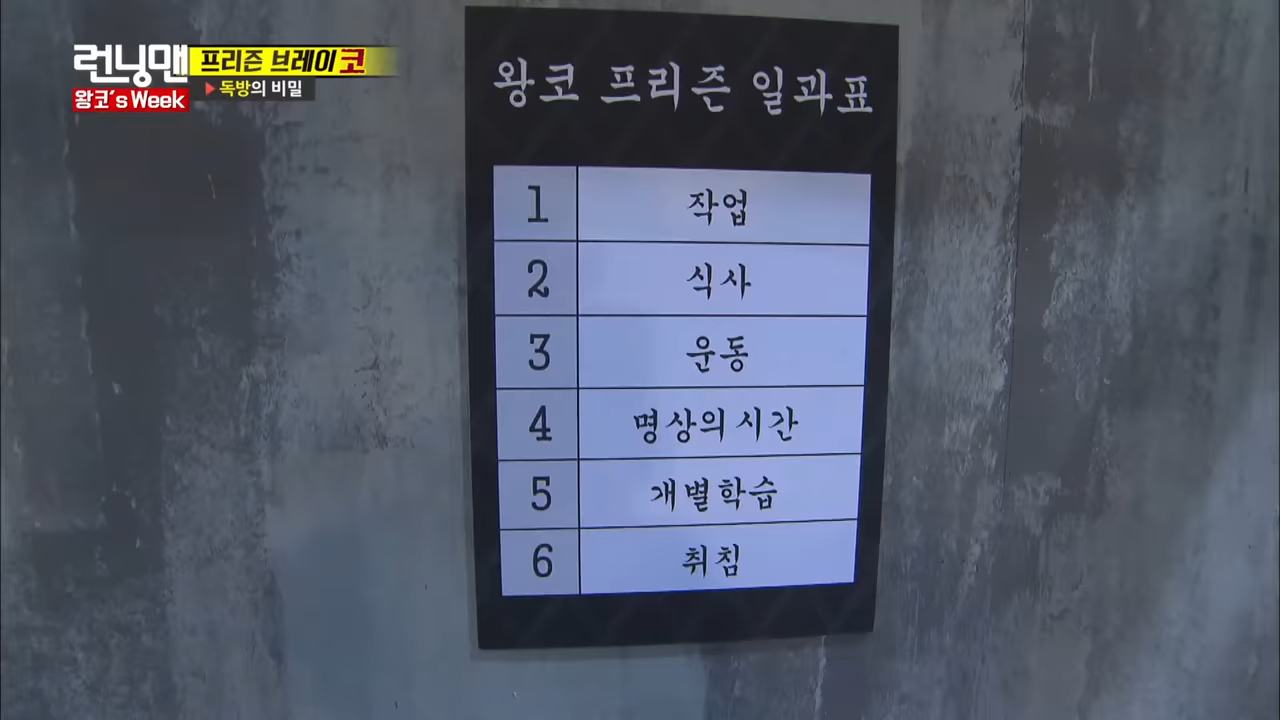 런닝맨 프리즌 브레이코
왕코's Week ▶독방의 비밀
왕코 프리즌 일과표
1 작업
2 식사
3 운동
4 명상의 시간
5 개별학습
6 취침